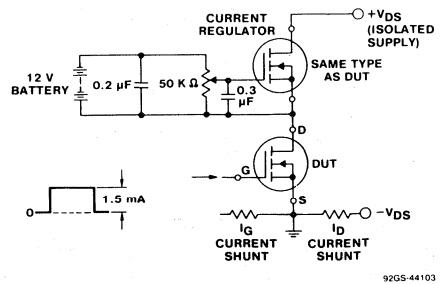 CURRENT
REGULATOR
+VDS
(ISOLATED
SUPPLY)
SAME TYPE
AS DUT
12 V
BATTERY
0.2 µF
50 K Ω
0.3
µF
D
DUT
G
S
1.5 mA
0
IG
CURRENT
SHUNT
ID
CURRENT
SHUNT
−VDS
92GS-44103